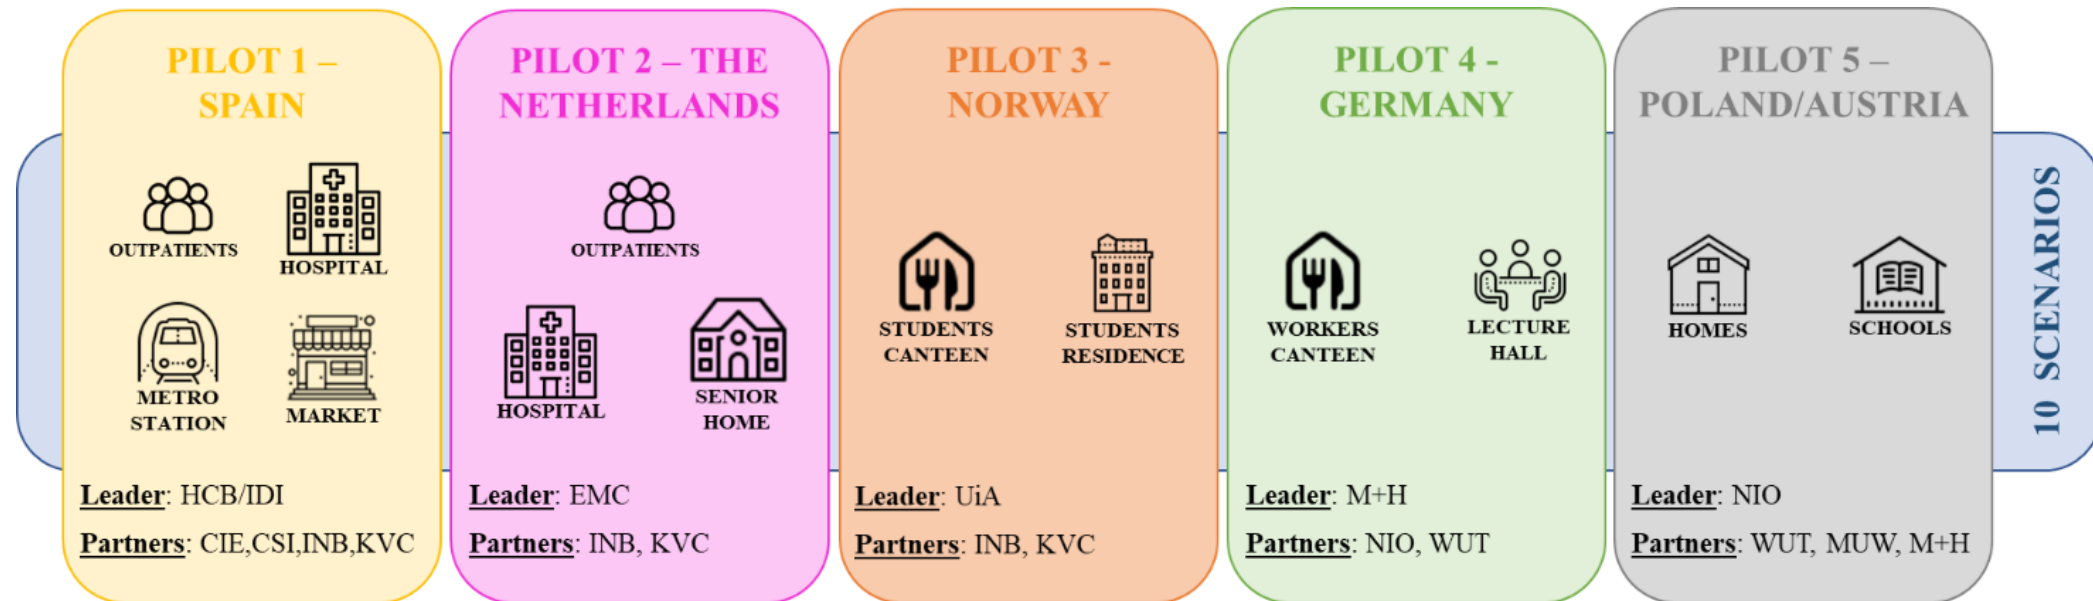 PILOT 1 –
SPAIN
OUTPATIENTS
HOSPITAL
METRO
STATION
MARKET
Leader: HCB/IDI
Partners: CIE,CSI,INB,KVC
PILOT 2 – THE
NETHERLANDS
OUTPATIENTS
HOSPITAL
SENIOR
HOME
Leader: EMC
Partners: INB, KVC
PILOT 3 -
NORWAY
STUDENTS
CANTEEN
STUDENTS
RESIDENCE
Leader: UiA
Partners: INB, KVC
PILOT 4 -
GERMANY
WORKERS
CANTEEN
LECTURE
HALL
Leader: M+H
Partners: NIO, WUT
PILOT 5 –
POLAND/AUSTRIA
HOMES
SCHOOLS
Leader: NIO
Partners: WUT, MUW, M+H
10 SCENARIOS